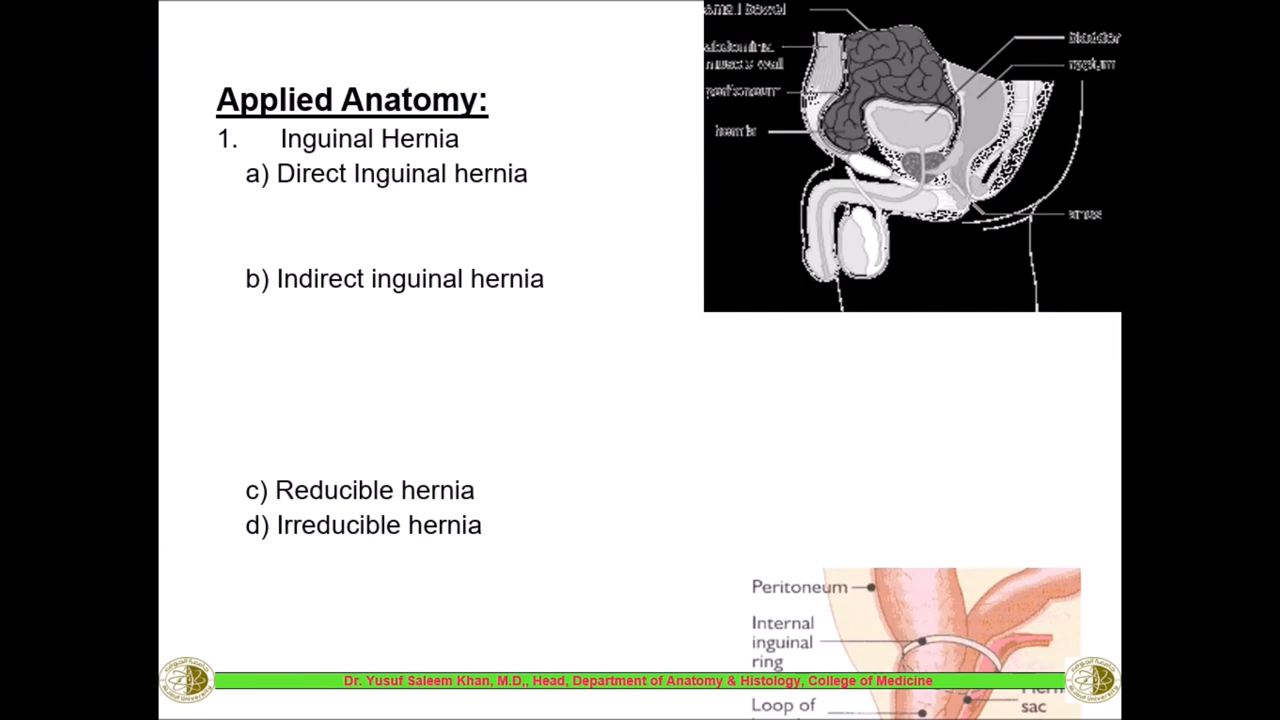 small bowel
abdominal
muscle wall
peritoneum
hernia
bladder
rectum
anus
Applied Anatomy:
1. Inguinal Hernia
a) Direct Inguinal hernia
b) Indirect inguinal hernia
c) Reducible hernia
d) Irreducible hernia
Peritoneum
Internal
inguinal
ring
sac
Loop of
Dr. Yusuf Saleem Khan, M.D,, Head, Department of Anatomy & Histology, College of Medicine